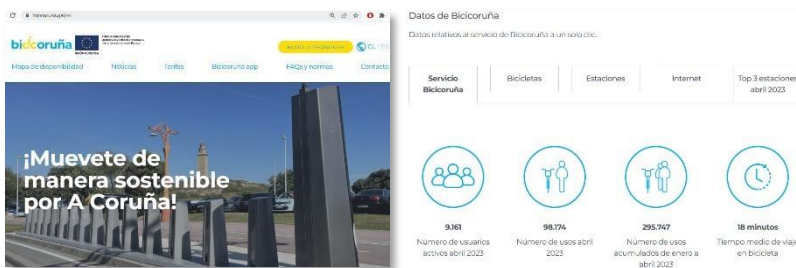 bicicoruña
Mapa de disponibilidad
Noticias
Tarifas
Bicicoruña app
FAQs y normas
Contacto
¡Muevete de
manera sostenible
por A Coruña!
Datos de Bicicoruña
Datos relativos al servicio de Bicicoruña a un solo clic.
Servicio
Bicicoruña
Bicicletas
Estaciones
Internet
Top 3 estaciones
abril 2023
9.161
Número de usuarios
activos abril 2023
98.174
Número de usos abril
2023
295.747
Número de usos
acumulados de enero a
abril 2023
18 minutos
Tiempo medio de viaje
en bicicleta